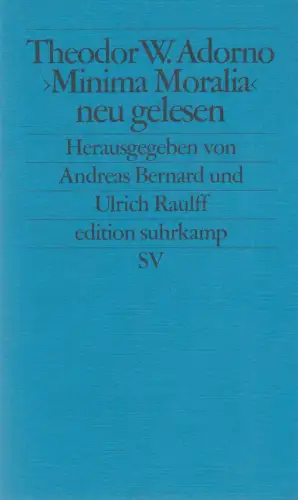 Theodor W. Adorno
›Minima Moralia‹
neu gelesen
Herausgegeben von
Andreas Bernard und
Ulrich Raulff
edition suhrkamp
SV